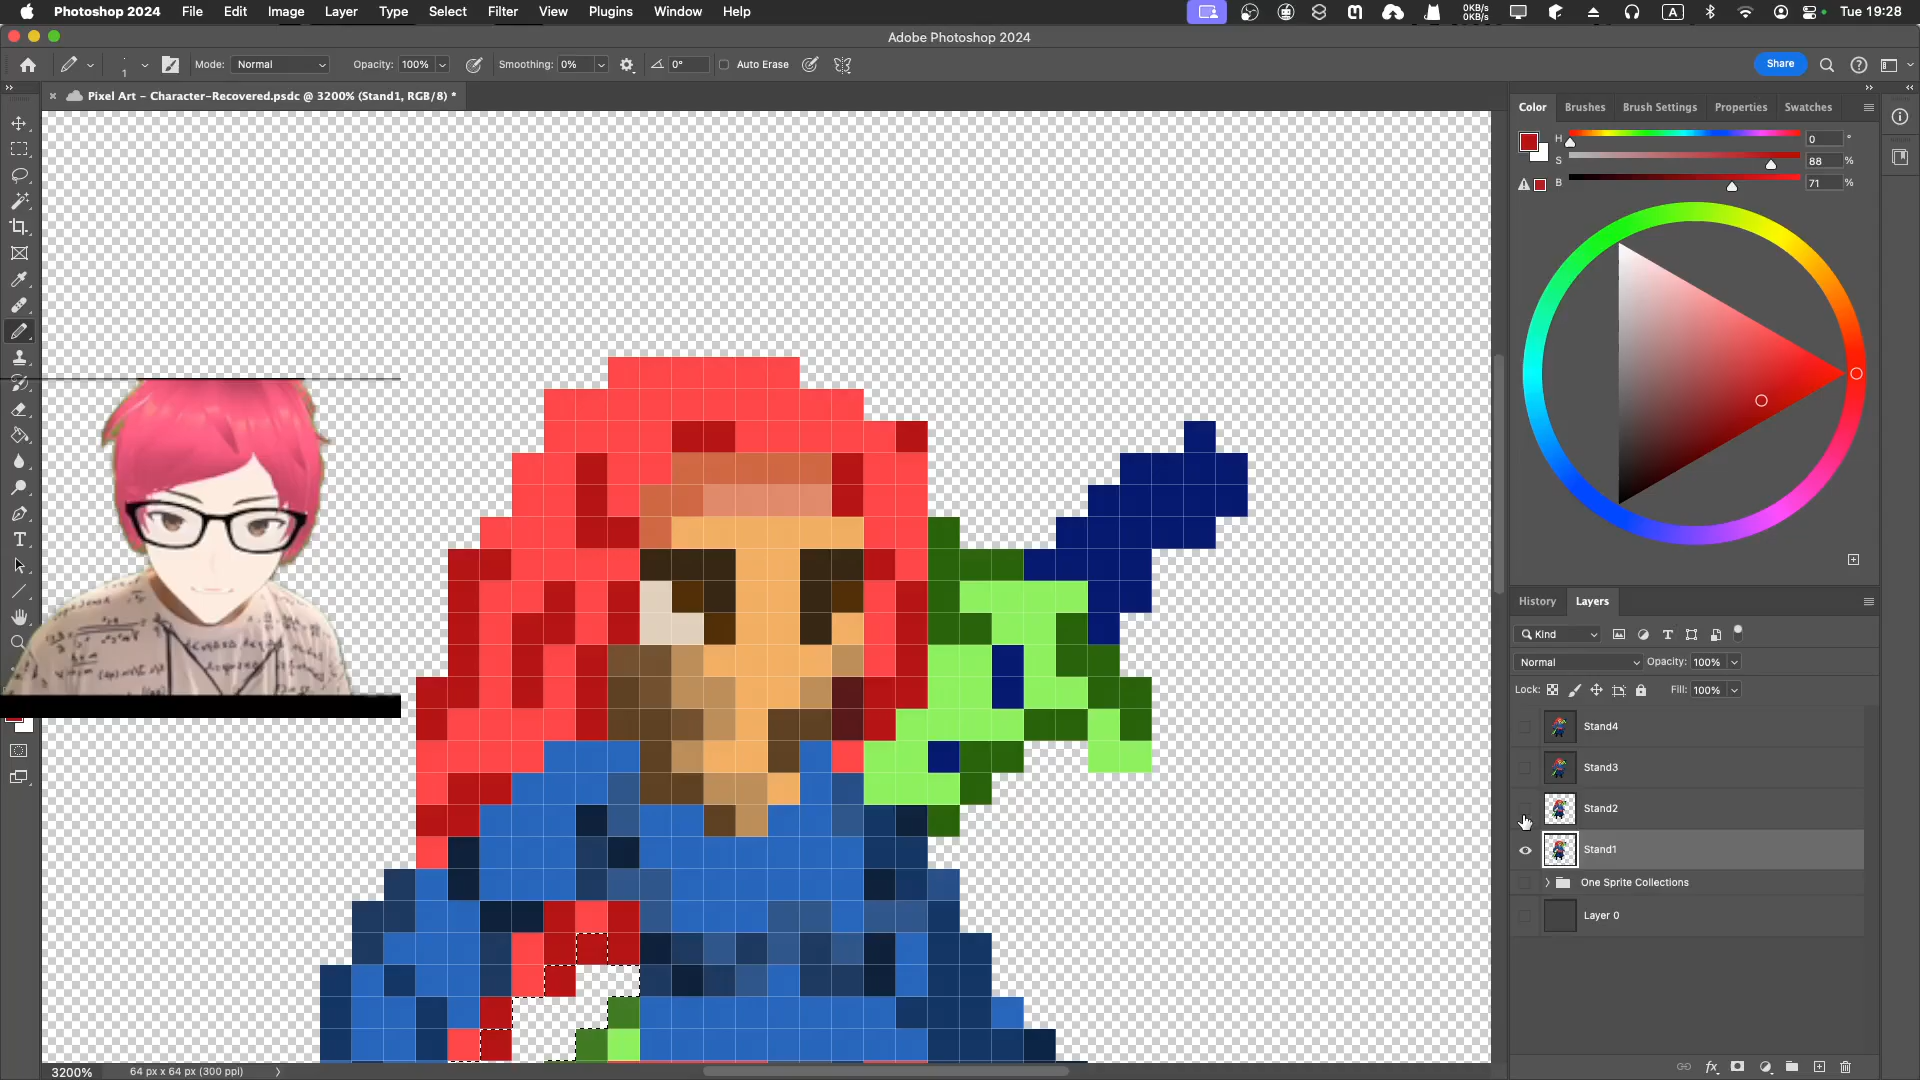 Photoshop 2024 File Edit Image Layer Type Select Filter View Plugins Window Help 0KB/s 0KB/s A Tue 19:28
Adobe Photoshop 2024
1 Mode: Normal Opacity: 100% Smoothing: 0% 0° Auto Erase Share
Pixel Art – Character-Recovered.psdc @ 3200% (Stand1, RGB/8) *
Color Brushes Brush Settings Properties Swatches
H 0 °
S 88 %
B 71 %
History Layers
Kind
Normal Opacity: 100%
Lock: Fill: 100%
Stand4
Stand3
Stand2
Stand1
One Sprite Collections
Layer 0
3200% 64 px x 64 px (300 ppi)